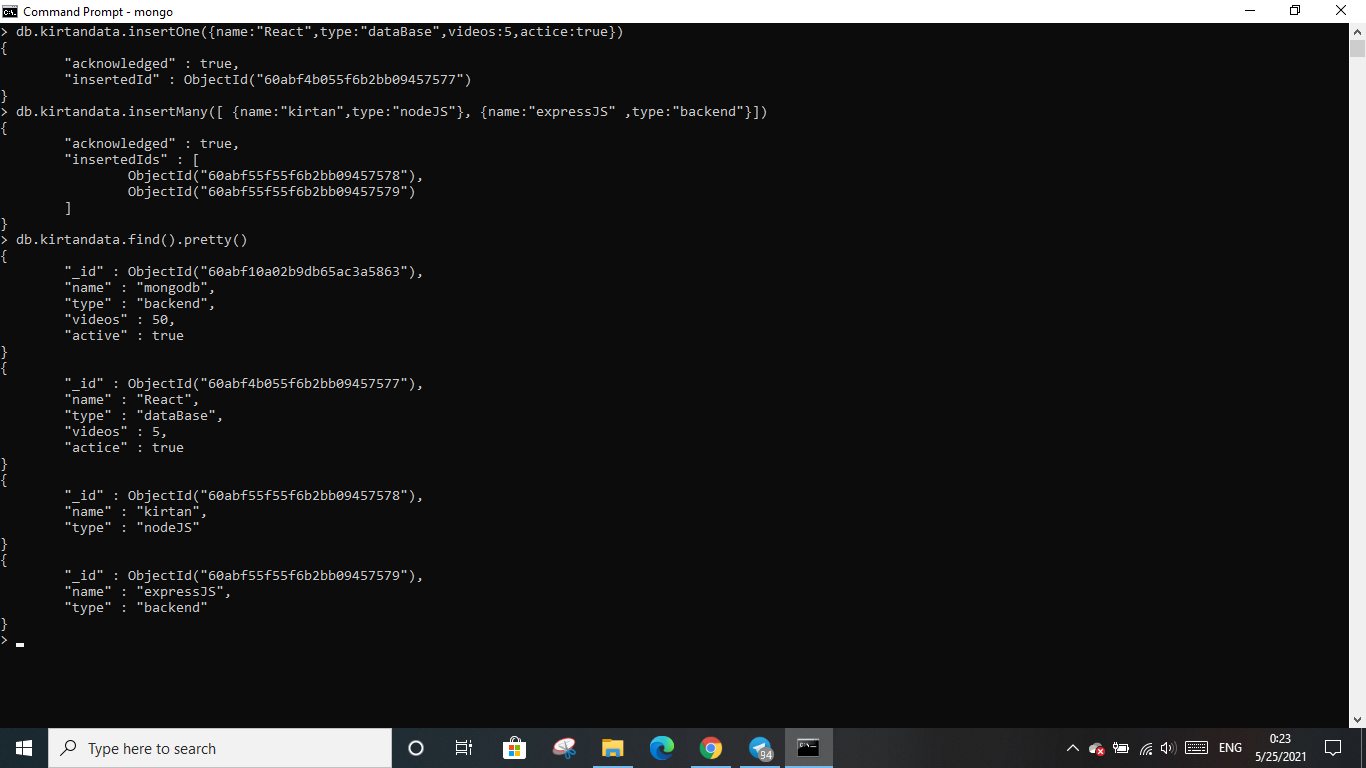 Command Prompt - mongo
> db.kirtandata.insertOne({name:"React",type:"dataBase",videos:5,actice:true})
{
"acknowledged" : true,
"insertedId" : ObjectId("60abf4b055f6b2bb09457577")
}
> db.kirtandata.insertMany([ {name:"kirtan",type:"nodeJS"}, {name:"expressJS" ,type:"backend"}])
{
"acknowledged" : true,
"insertedIds" : [
ObjectId("60abf55f55f6b2bb09457578"),
ObjectId("60abf55f55f6b2bb09457579")
]
}
> db.kirtandata.find().pretty()
{
"_id" : ObjectId("60abf10a02b9db65ac3a5863"),
"name" : "mongodb",
"type" : "backend",
"videos" : 50,
"active" : true
}
{
"_id" : ObjectId("60abf4b055f6b2bb09457577"),
"name" : "React",
"type" : "dataBase",
"videos" : 5,
"actice" : true
}
{
"_id" : ObjectId("60abf55f55f6b2bb09457578"),
"name" : "kirtan",
"type" : "nodeJS"
}
{
"_id" : ObjectId("60abf55f55f6b2bb09457579"),
"name" : "expressJS",
"type" : "backend"
}
>
Type here to search
94
ENG
0:23
5/25/2021